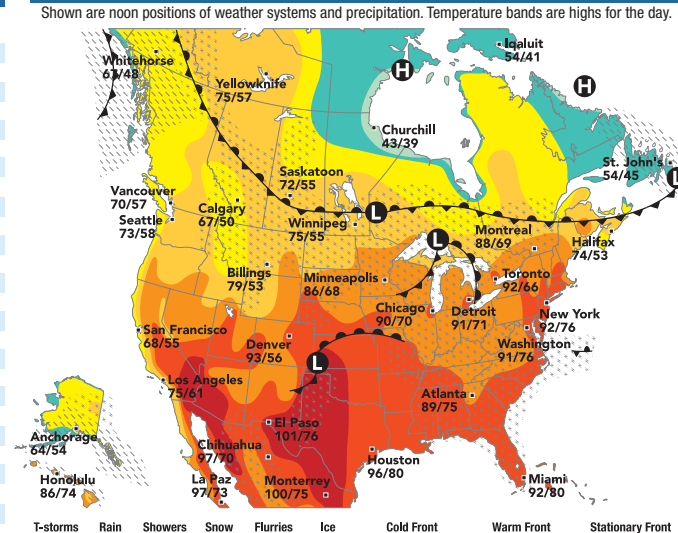 Shown are noon positions of weather systems and precipitation. Temperature bands are highs for the day.
Whitehorse
67/48
Yellowknife
75/57
Iqaluit
54/41
H
H
Churchill
43/39
St. John's
54/45
L
Saskatoon
72/55
Vancouver
70/57
Seattle
73/58
Calgary
67/50
Winnipeg
75/55
L
Montreal
88/69
Halifax
74/53
L
Billings
79/53
Minneapolis
86/68
Toronto
92/66
Chicago
90/70
Detroit
91/71
New York
92/76
San Francisco
68/55
Denver
93/56
Washington
91/76
L
Los Angeles
75/61
Atlanta
89/75
El Paso
101/76
Anchorage
64/54
Chihuahua
97/70
Houston
96/80
Honolulu
86/74
La Paz
97/73
Monterrey
100/75
Miami
92/80
T-storms Rain Showers Snow Flurries Ice Cold Front Warm Front Stationary Front